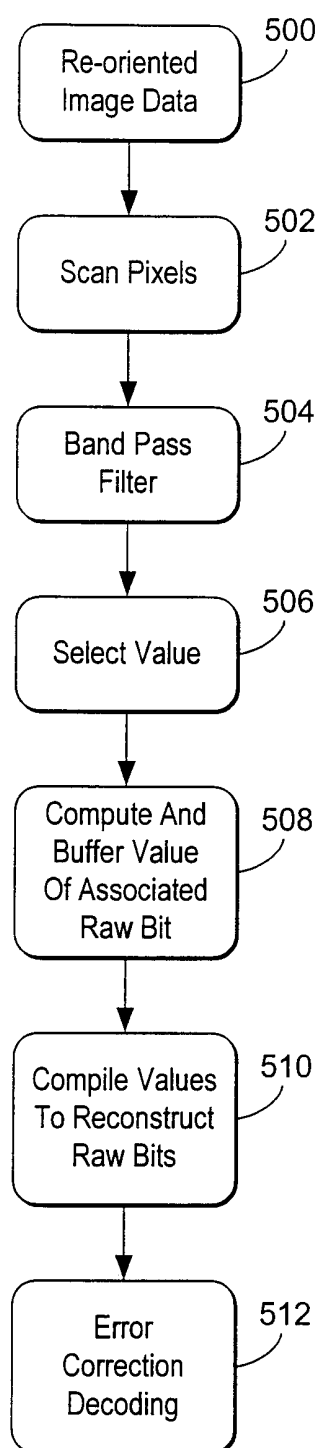 500
Re-oriented
Image Data
502
Scan Pixels
504
Band Pass
Filter
506
Select Value
508
Compute And
Buffer Value
Of Associated
Raw Bit
510
Compile Values
To Reconstruct
Raw Bits
512
Error
Correction
Decoding